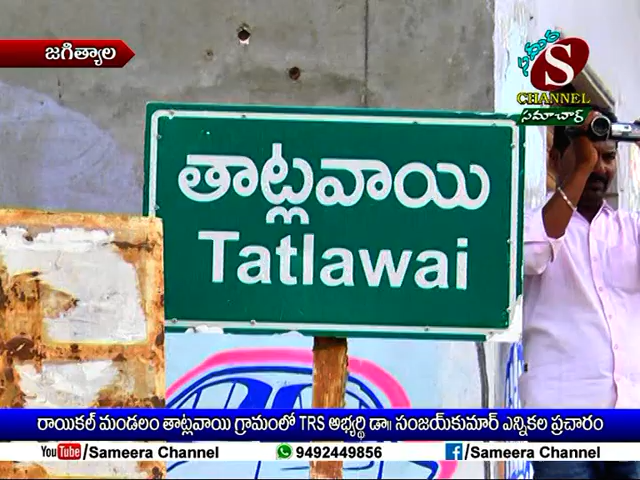 జగిత్యాల
సమీరా
S
CHANNEL
సమాచార్
తాట్లవాయి
Tatlawai
రాయికల్ మండలం తాట్లవాయి గ్రామంలో TRS అభ్యర్థి డా॥ సంజయ్‌కుమార్ ఎన్నికల ప్రచారం
YouTube /Sameera Channel 9492449856 f /Sameera Channel